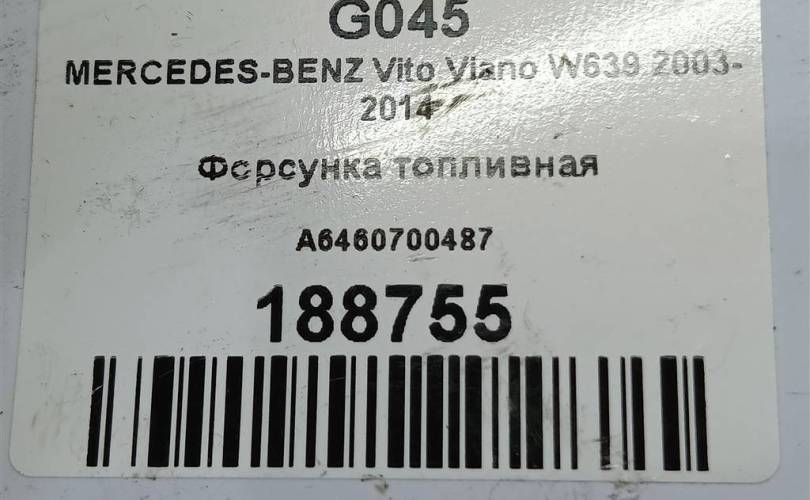 G045
MERCEDES-BENZ Vito Viano W639 2003-
2014
Форсунка топливная
A6460700487
188755